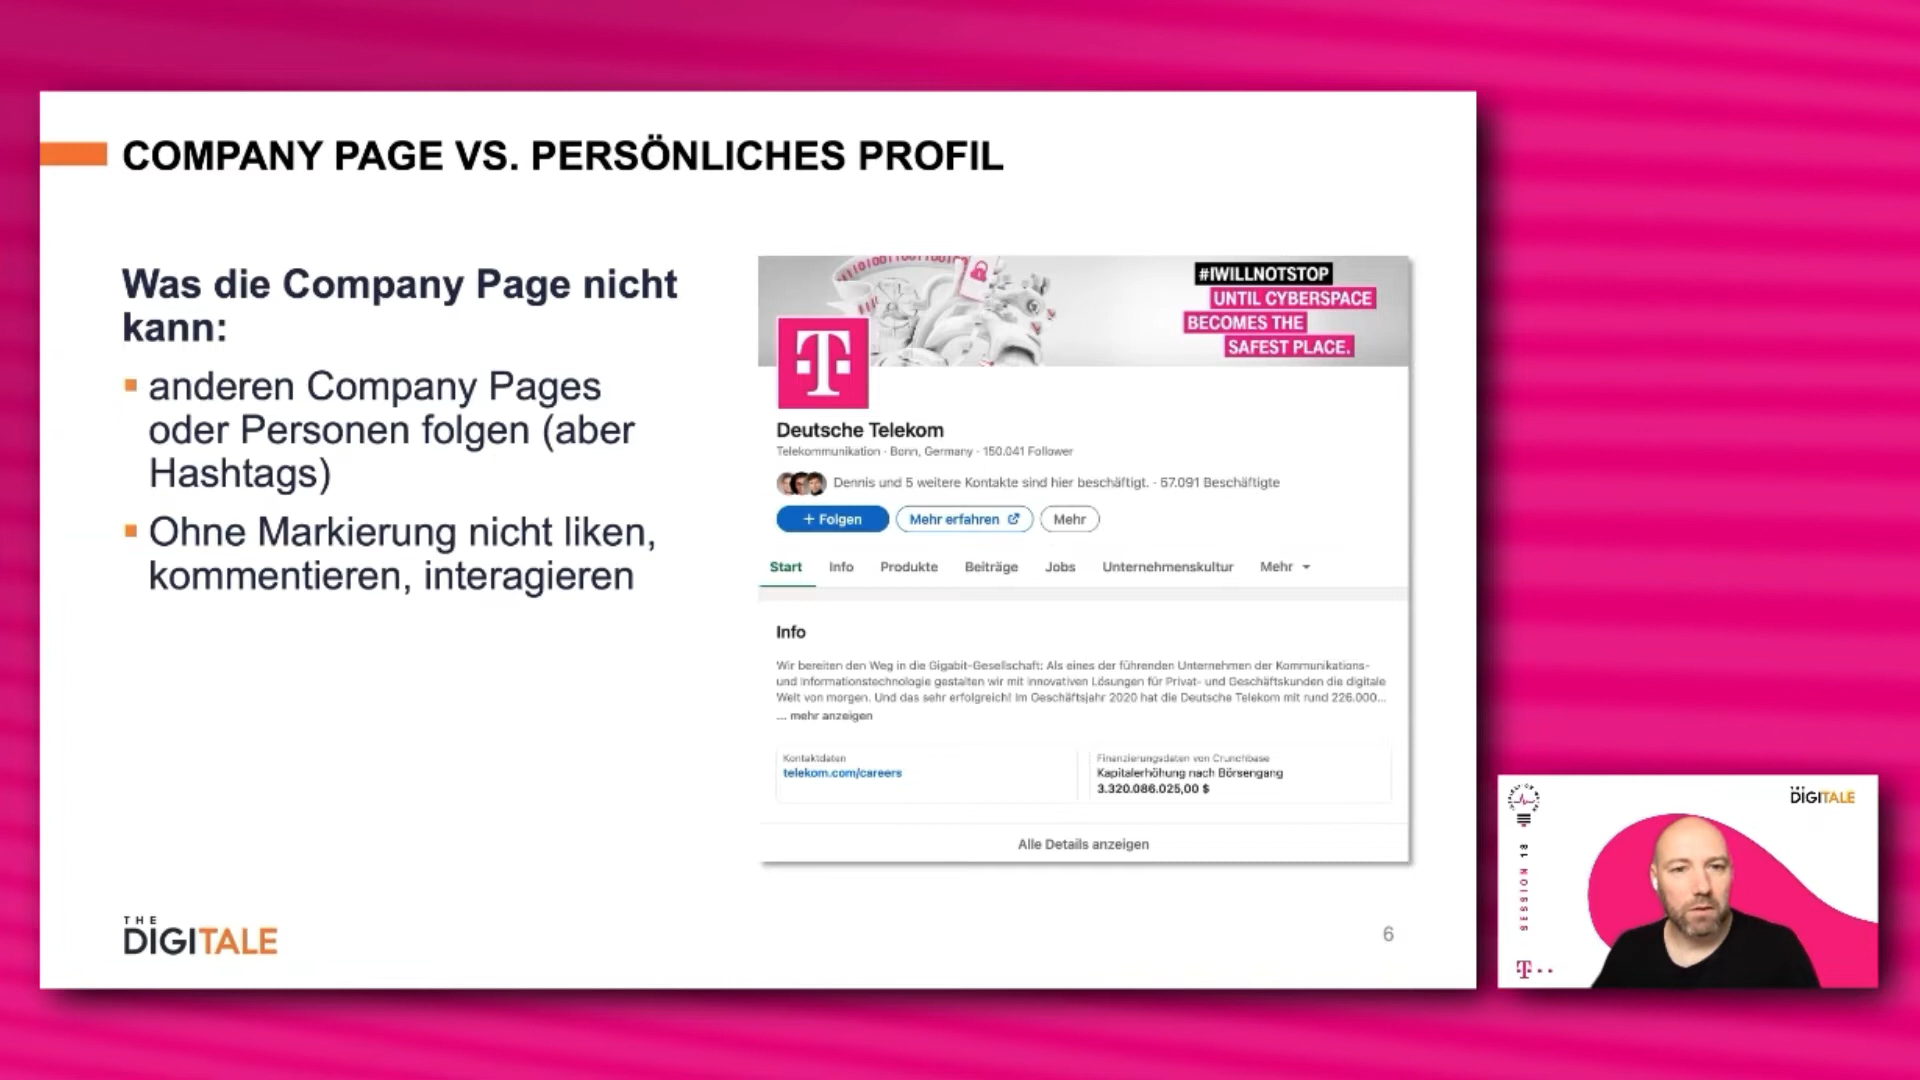 COMPANY PAGE VS. PERSÖNLICHES PROFIL
Was die Company Page nicht
kann:
anderen Company Pages
oder Personen folgen (aber
Hashtags)
Ohne Markierung nicht liken,
kommentieren, interagieren
#IWILLNOTSTOP
UNTIL CYBERSPACE
BECOMES THE
SAFEST PLACE.
T
Deutsche Telekom
Telekommunikation · Bonn, Germany · 150.041 Follower
Dennis und 5 weitere Kontakte sind hier beschäftigt. · 57.091 Beschäftigte
+ Folgen
Mehr erfahren
Mehr
Start Info Produkte Beiträge Jobs Unternehmenskultur Mehr
Info
Wir bereiten den Weg in die Gigabit-Gesellschaft: Als eines der führenden Unternehmen der Kommunikations-
und Informationstechnologie gestalten wir mit innovativen Lösungen für Privat- und Geschäftskunden die digitale
Welt von morgen. Und das sehr erfolgreich! Im Geschäftsjahr 2020 hat die Deutsche Telekom mit rund 226.000...
... mehr anzeigen
Kontaktdaten
telekom.com/careers
Finanzierungsdaten von Crunchbase
Kapitalerhöhung nach Börsengang
3.320.086.025,00 $
Alle Details anzeigen
THE
DIGITALE
6
THE
DIGITALE
SESSION 18
T